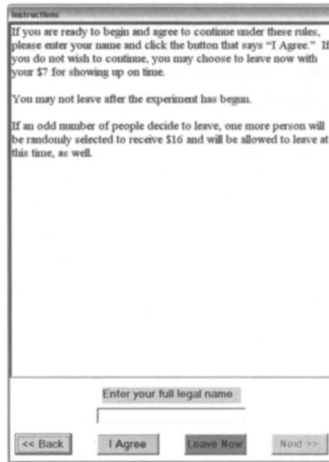 Instructions
If you are ready to begin and agree to continue under these rules,
please enter your name and click the button that says “I Agree.” If
you do not wish to continue, you may choose to leave now with
your $7 for showing up on time.
You may not leave after the experiment has begun.
If an odd number of people decide to leave, one more person will
be randomly selected to receive $16 and will be allowed to leave at
this time, as well.
Enter your full legal name
<< Back
I Agree
Leave Now
Next >>